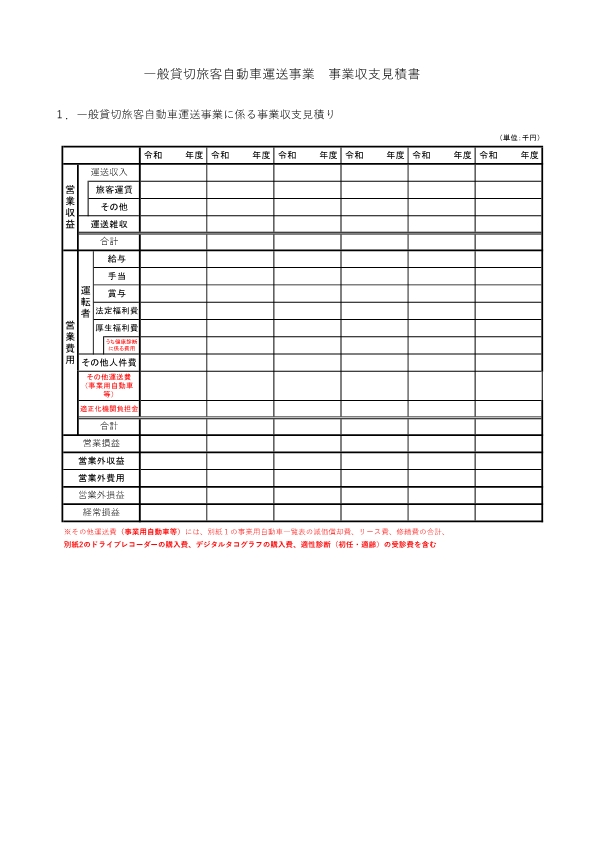 一般貸切旅客自動車運送事業　事業収支見積書
１．一般貸切旅客自動車運送事業に係る事業収支見積り
（単位：千円）
令和　　年度　令和　　年度　令和　　年度　令和　　年度　令和　　年度　令和　　年度
営業収益
運送収入
旅客運賃
その他
運送雑収
合計
営業費用
運転者
給与
手当
賞与
法定福利費
厚生福利費
うち健康診断
に係る費用
その他人件費
その他運送費
（事業用自動車
等）
適正化機関負担金
合計
営業損益
営業外収益
営業外費用
営業外損益
経常損益
※その他運送費（事業用自動車等）には、別紙１の事業用自動車一覧表の減価償却費、リース費、修繕費の合計、
別紙2のドライブレコーダーの購入費、デジタルタコグラフの購入費、適性診断（初任・適齢）の受診費を含む